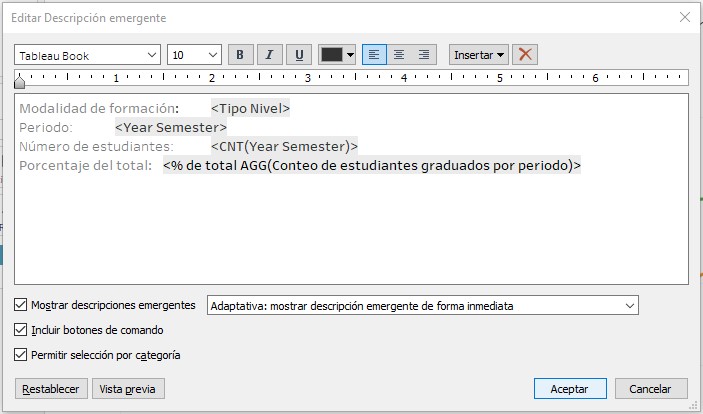 Editar Descripción emergente
Tableau Book 10 B I U Insertar
1 2 3 4 5 6
Modalidad de formación: <Tipo Nivel>
Periodo: <Year Semester>
Número de estudiantes: <CNT(Year Semester)>
Porcentaje del total: <% de total AGG(Conteo de estudiantes graduados por periodo)>
Mostrar descripciones emergentes Adaptativa: mostrar descripción emergente de forma inmediata
Incluir botones de comando
Permitir selección por categoría
Restablecer Vista previa Aceptar Cancelar